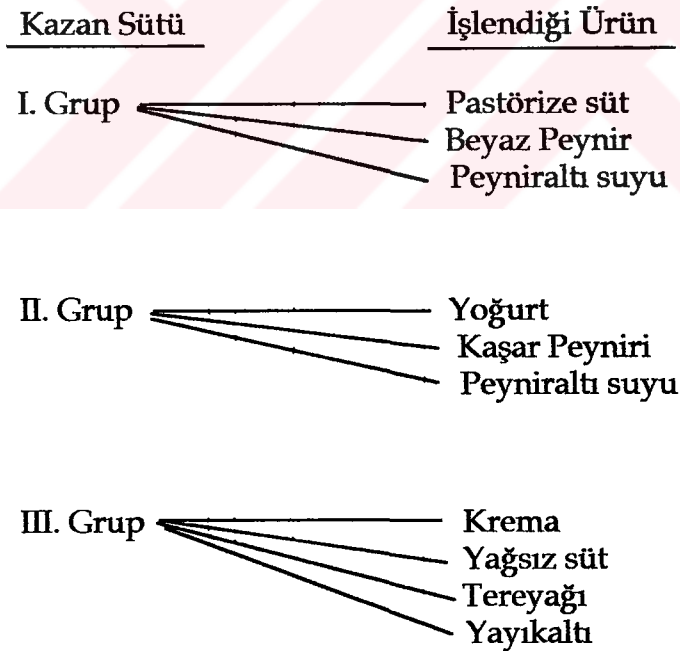 Kazan Sütü İşlendiği Ürün
I. Grup Pastörize süt
Beyaz Peynir
Peyniraltı suyu
II. Grup Yoğurt
Kaşar Peyniri
Peyniraltı suyu
III. Grup Krema
Yağsız süt
Tereyağı
Yayıkaltı